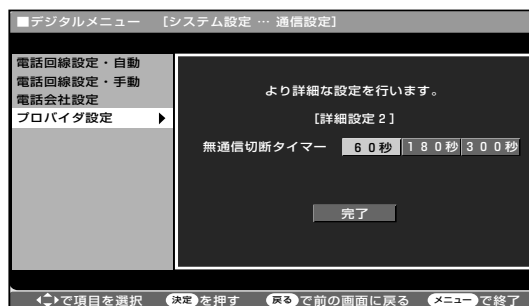 ■デジタルメニュー [システム設定 … 通信設定]
電話回線設定・自動
電話回線設定・手動
電話会社設定
プロバイダ設定
より詳細な設定を行います。
[詳細設定2]
無通信切断タイマー 60秒 180秒 300秒
完了
で項目を選択 決定を押す 戻るで前の画面に戻る メニューで終了